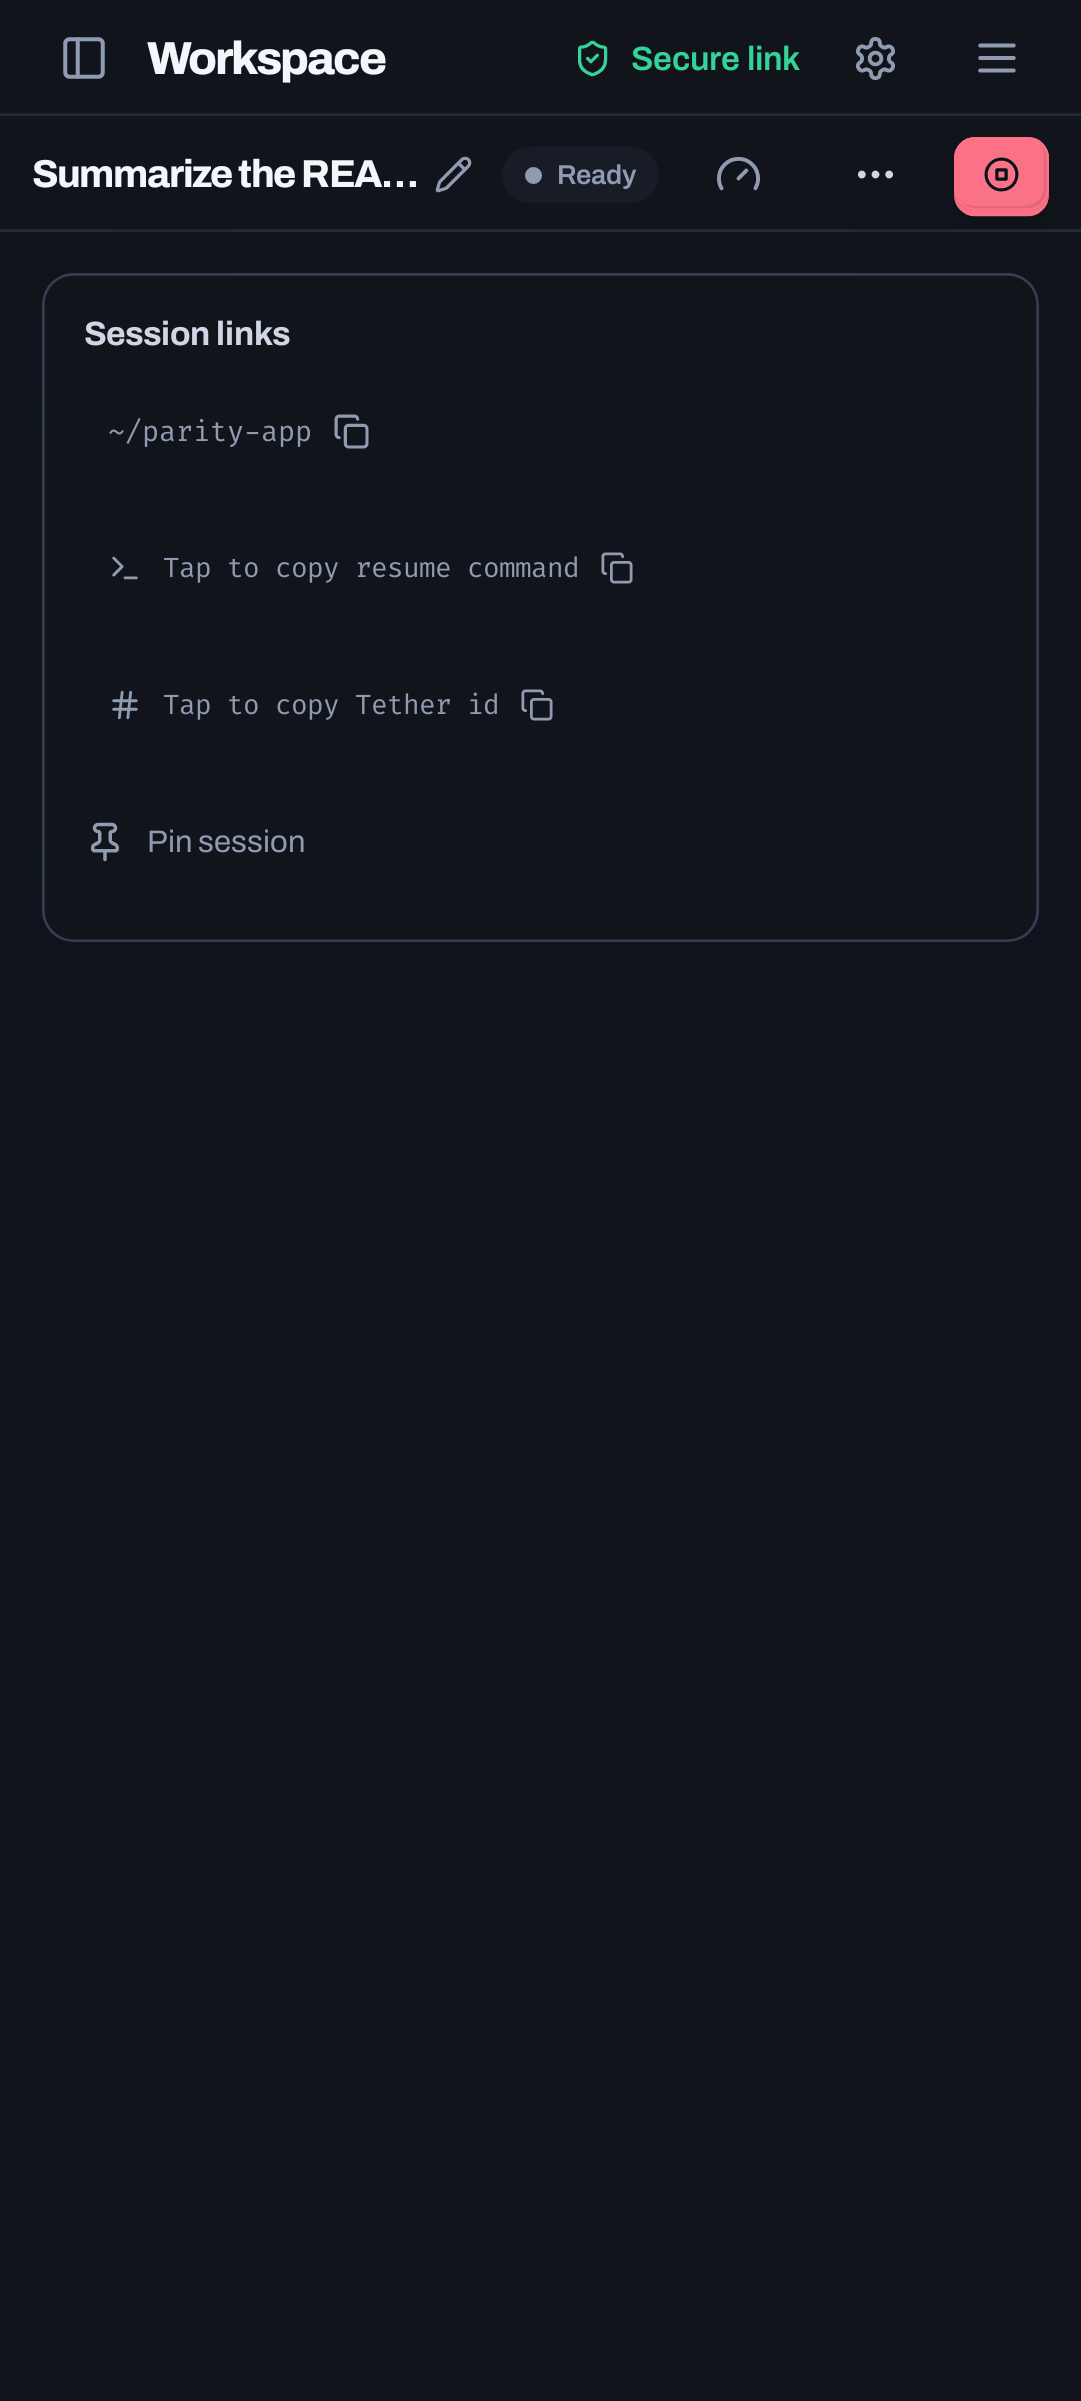 Workspace
Secure link
Summarize the REA...
Ready
Session links
~/parity-app
Tap to copy resume command
Tap to copy Tether id
Pin session